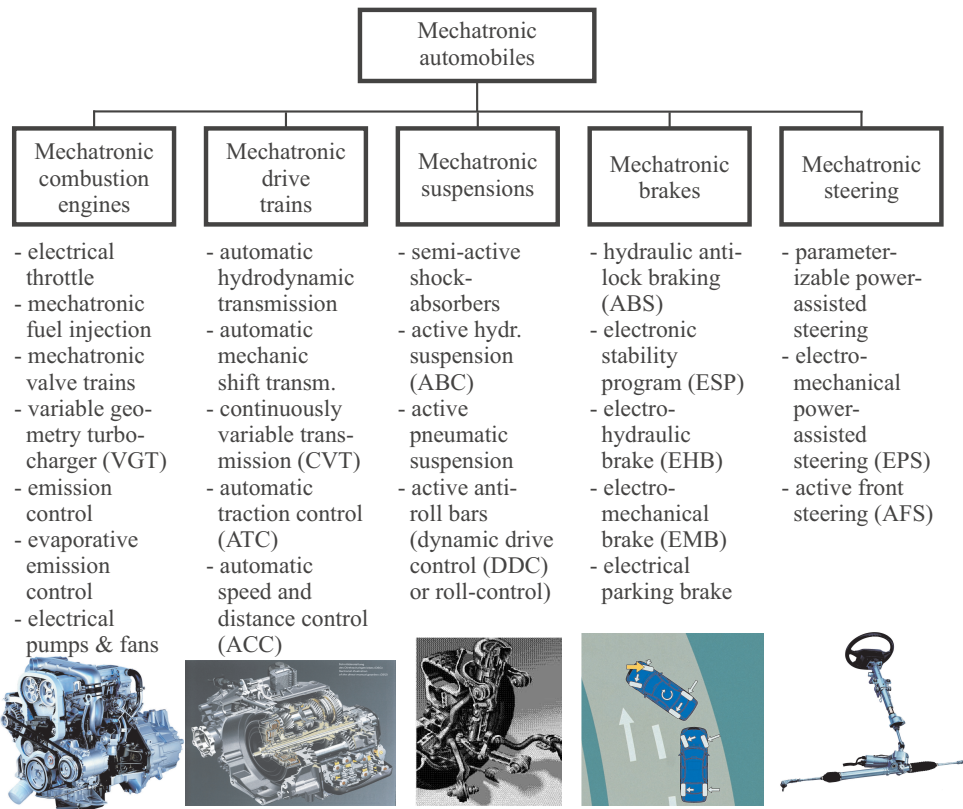 Mechatronic
automobiles
Mechatronic
combustion
engines
Mechatronic
drive
trains
Mechatronic
suspensions
Mechatronic
brakes
Mechatronic
steering
- electrical
throttle
- mechatronic
fuel injection
- mechatronic
valve trains
- variable geo-
metry turbo-
charger (VGT)
- emission
control
- evaporative
emission
control
- electrical
pumps & fans
- automatic
hydrodynamic
transmission
- automatic
mechanic
shift transm.
- continuously
variable trans-
mission (CVT)
- automatic
traction control
(ATC)
- automatic
speed and
distance control
(ACC)
- semi-active
shock-
absorbers
- active hydr.
suspension
(ABC)
- active
pneumatic
suspension
- active anti-
roll bars
(dynamic drive
control (DDC)
or roll-control)
- hydraulic anti-
lock braking
(ABS)
- electronic
stability
program (ESP)
- electro-
hydraulic
brake (EHB)
- electro-
mechanical
brake (EMB)
- electrical
parking brake
- parameter-
izable power-
assisted
steering
- electro-
mechanical
power-
assisted
steering (EPS)
- active front
steering (AFS)